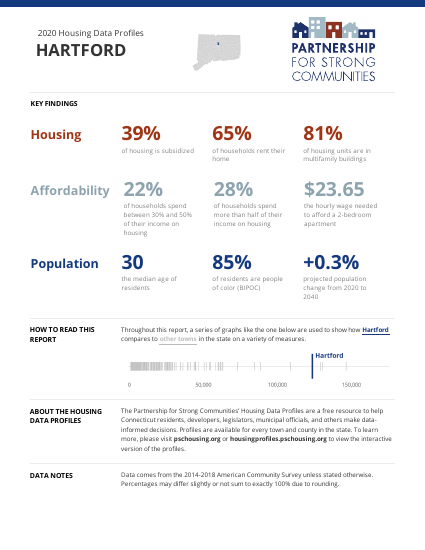 2020 Housing Data Profiles
HARTFORD
PARTNERSHIP
FOR STRONG
COMMUNITIES
KEY FINDINGS
Housing
39%
of housing is subsidized
65%
of households rent their
home
81%
of housing units are in
multifamily buildings
Affordability
22%
of households spend
between 30% and 50%
of their income on
housing
28%
of households spend
more than half of their
income on housing
$23.65
the hourly wage needed
to afford a 2-bedroom
apartment
Population
30
the median age of
residents
85%
of residents are people
of color (BIPOC)
+0.3%
projected population
change from 2020 to
2040
HOW TO READ THIS
REPORT
Throughout this report, a series of graphs like the one below are used to show how Hartford
compares to other towns in the state on a variety of measures.
Hartford
0 50,000 100,000 150,000
ABOUT THE HOUSING
DATA PROFILES
The Partnership for Strong Communities' Housing Data Profiles are a free resource to help
Connecticut residents, developers, legislators, municipal officials, and others make data-
informed decisions. Profiles are available for every town and county in the state. To learn
more, please visit pschousing.org or housingprofiles.pschousing.org to view the interactive
version of the profiles.
DATA NOTES
Data comes from the 2014-2018 American Community Survey unless stated otherwise.
Percentages may differ slightly or not sum to exactly 100% due to rounding.